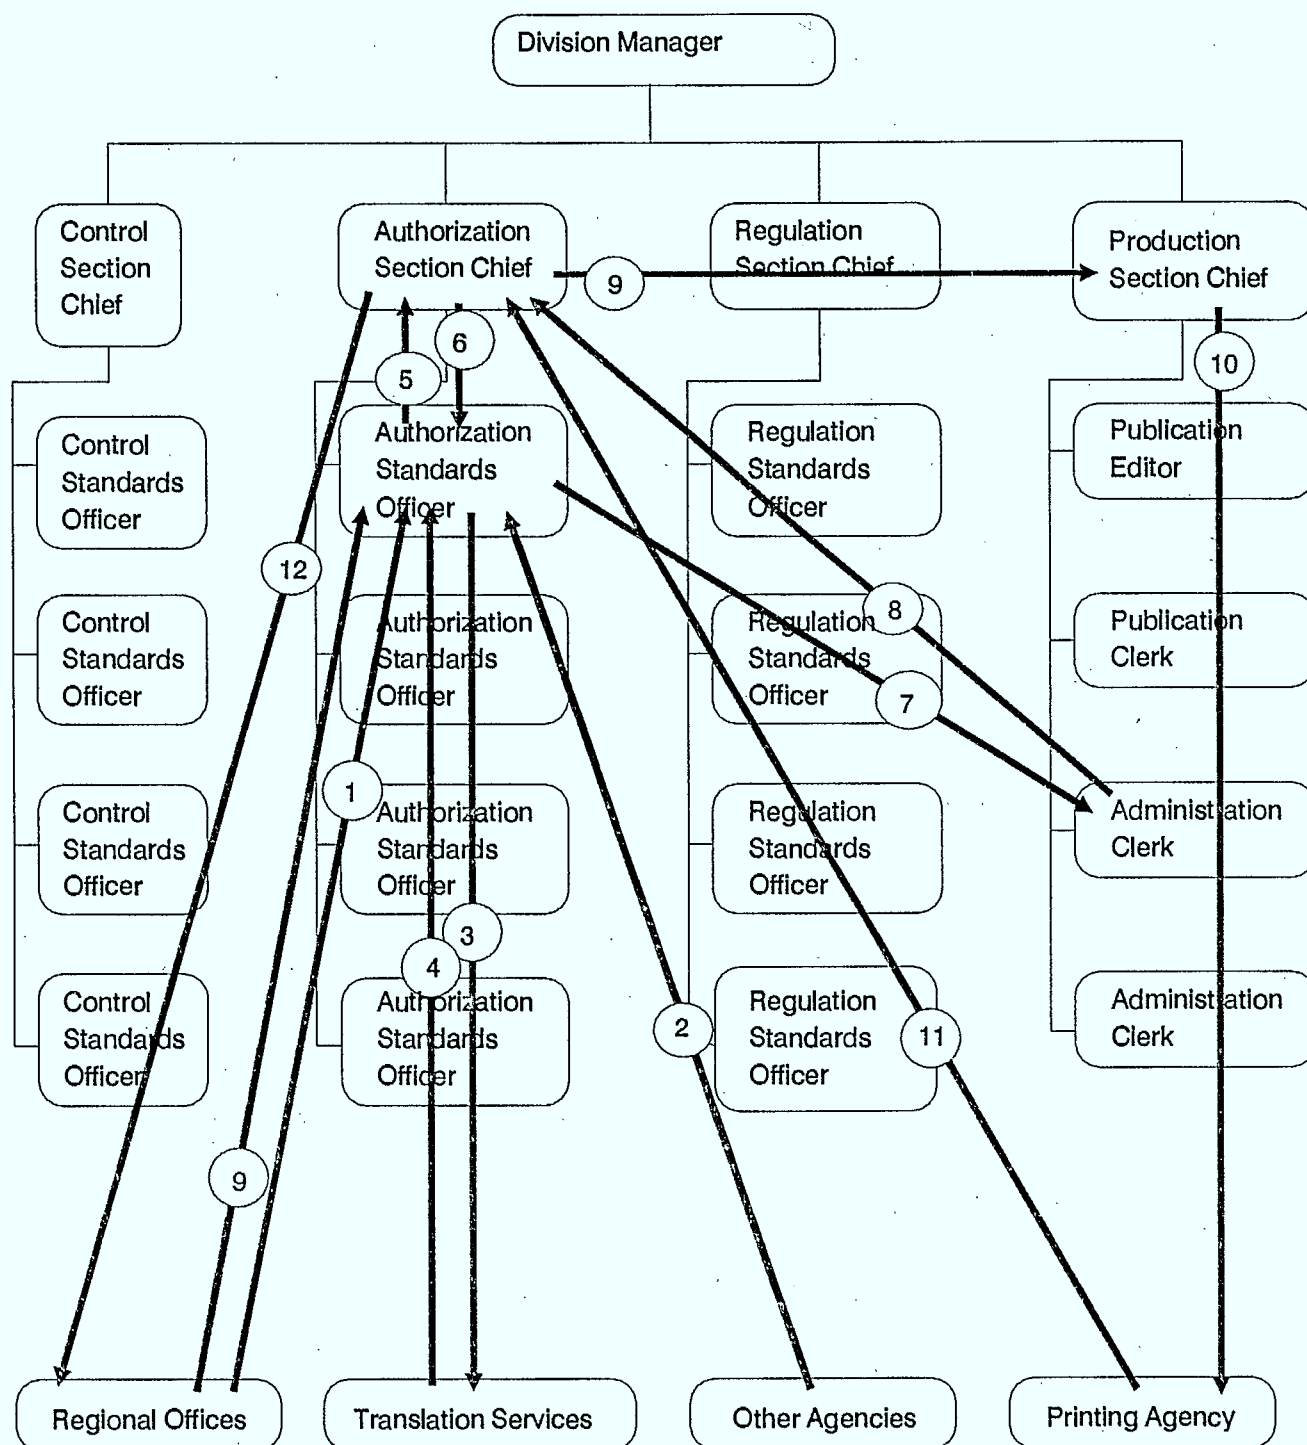 Division Manager
Control
Section
Chief
Authorization
Section Chief
Regulation
Section Chief
Production
Section Chief
9
6
5
10
Control
Standards
Officer
Authorization
Standards
Officer
Regulation
Standards
Officer
Publication
Editor
12
8
7
Control
Standards
Officer
Authorization
Standards
Officer
Regulation
Standards
Officer
Publication
Clerk
1
Control
Standards
Officer
Authorization
Standards
Officer
Regulation
Standards
Officer
Administration
Clerk
3
4
2
11
Control
Standards
Officer
Authorization
Standards
Officer
Regulation
Standards
Officer
Administration
Clerk
9
Regional Offices
Translation Services
Other Agencies
Printing Agency